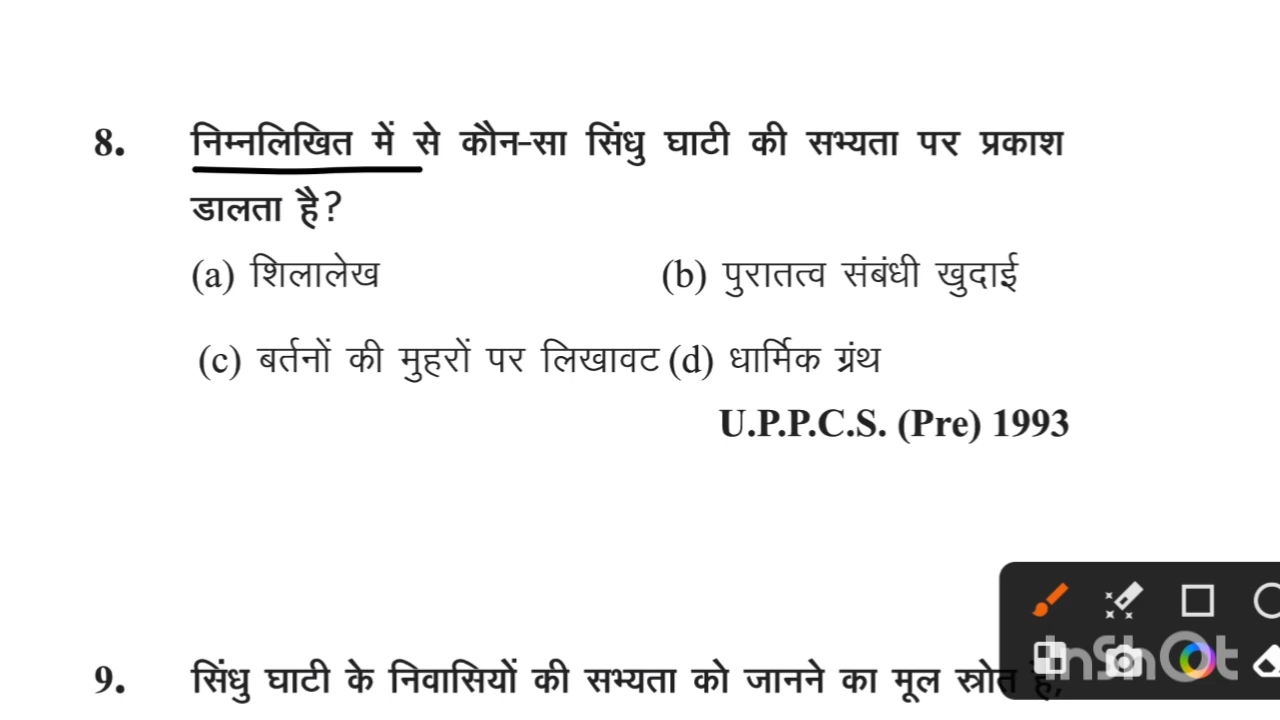 8. निम्नलिखित में से कौन-सा सिंधु घाटी की सभ्यता पर प्रकाश
डालता है?
(a) शिलालेख (b) पुरातत्व संबंधी खुदाई
(c) बर्तनों की मुहरों पर लिखावट (d) धार्मिक ग्रंथ
U.P.P.C.S. (Pre) 1993
InShOt
9. सिंधु घाटी के निवासियों की सभ्यता को जानने का मूल स्रोत है,